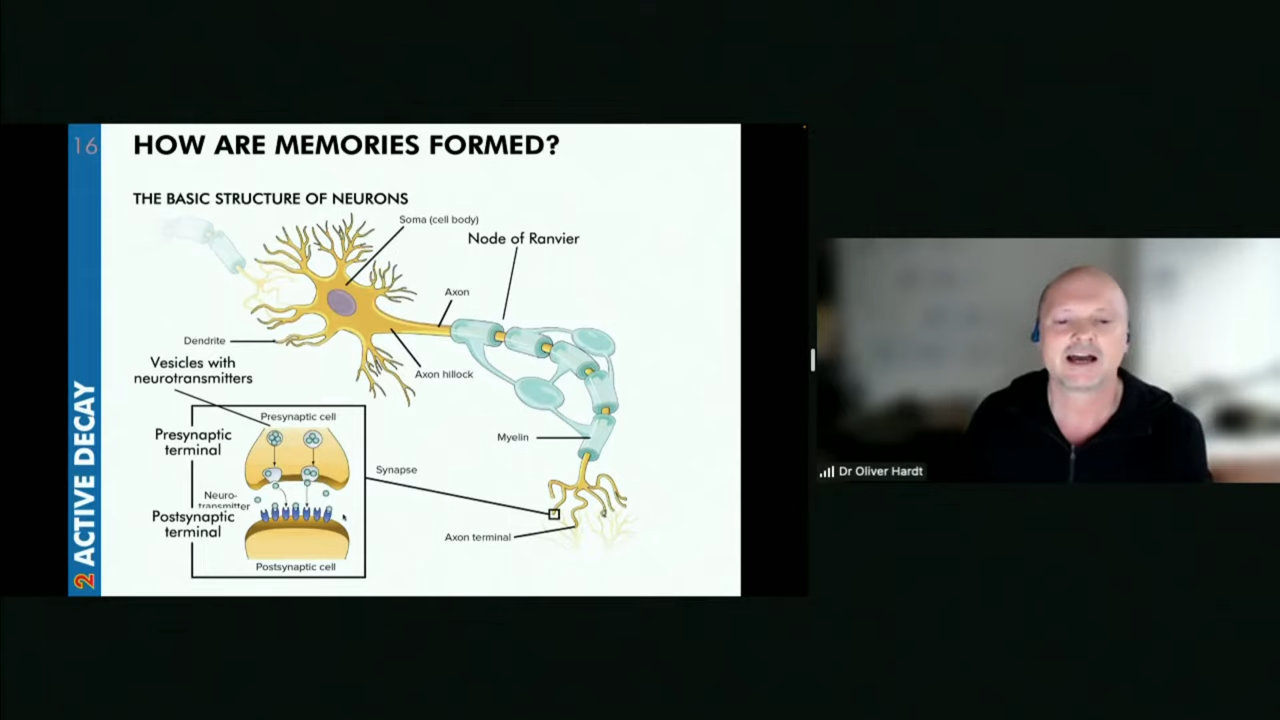 16
HOW ARE MEMORIES FORMED?
THE BASIC STRUCTURE OF NEURONS
Soma (cell body)
Node of Ranvier
Axon
Dendrite
Vesicles with
neurotransmitters
Axon hillock
Presynaptic cell
Presynaptic
terminal
Myelin
Synapse
Neuro-
transmitter
Postsynaptic
terminal
Axon terminal
Postsynaptic cell
2 ACTIVE DECAY
Dr Oliver Hardt